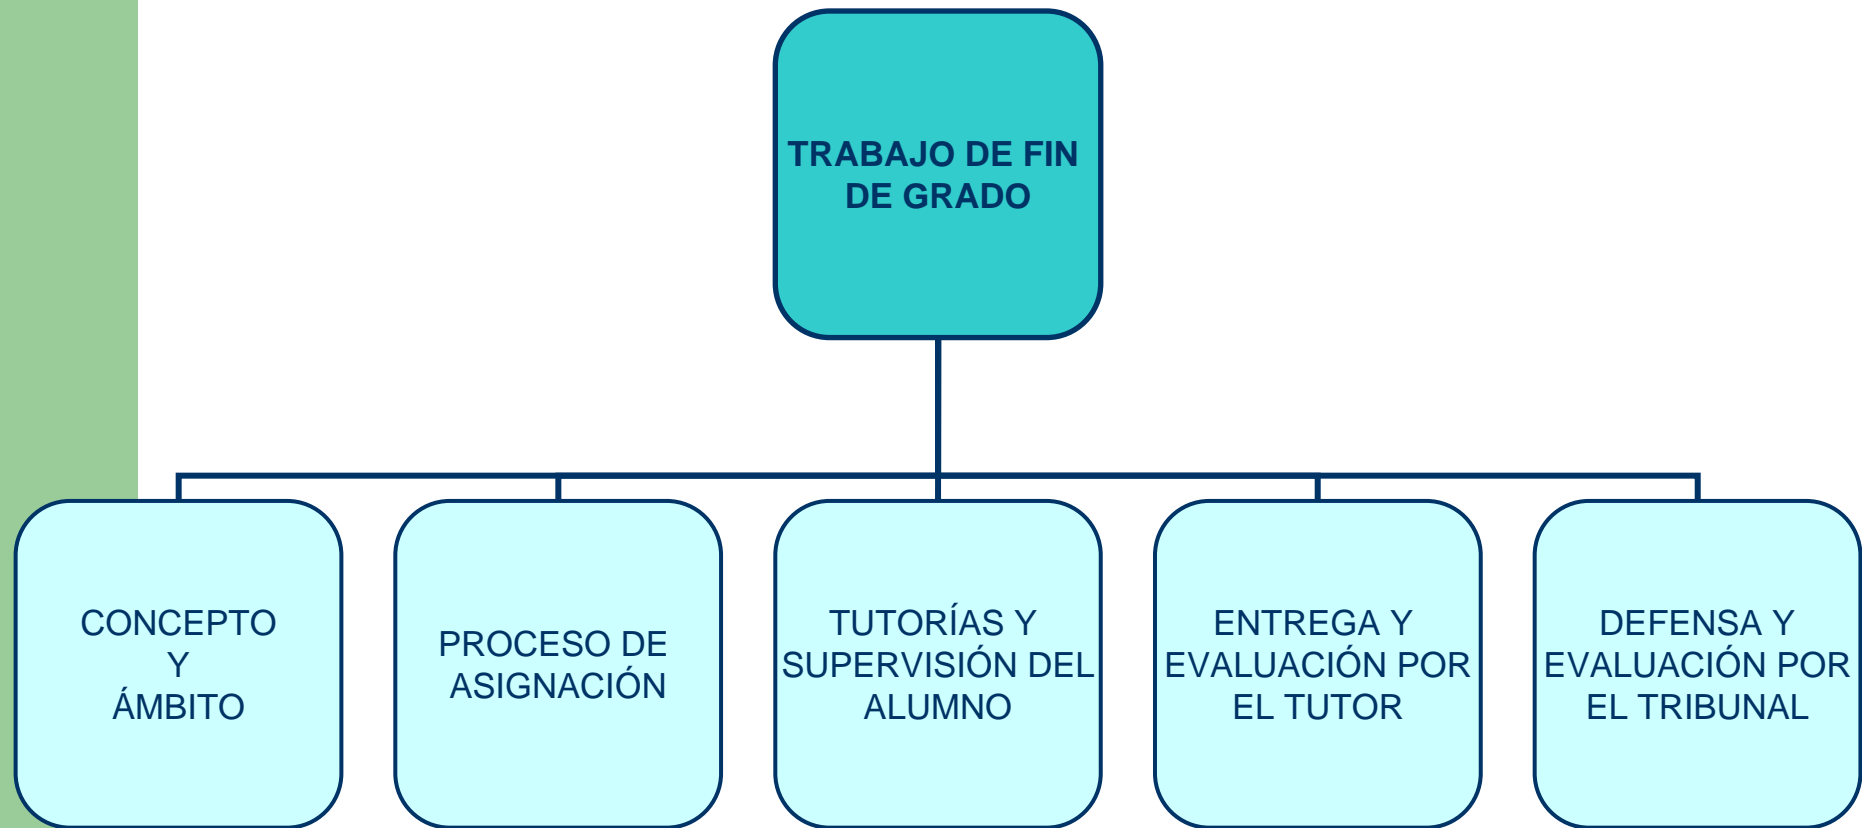 TRABAJO DE FIN
DE GRADO
CONCEPTO
Y
ÁMBITO
PROCESO DE
ASIGNACIÓN
TUTORÍAS Y
SUPERVISIÓN DEL
ALUMNO
ENTREGA Y
EVALUACIÓN POR
EL TUTOR
DEFENSA Y
EVALUACIÓN POR
EL TRIBUNAL